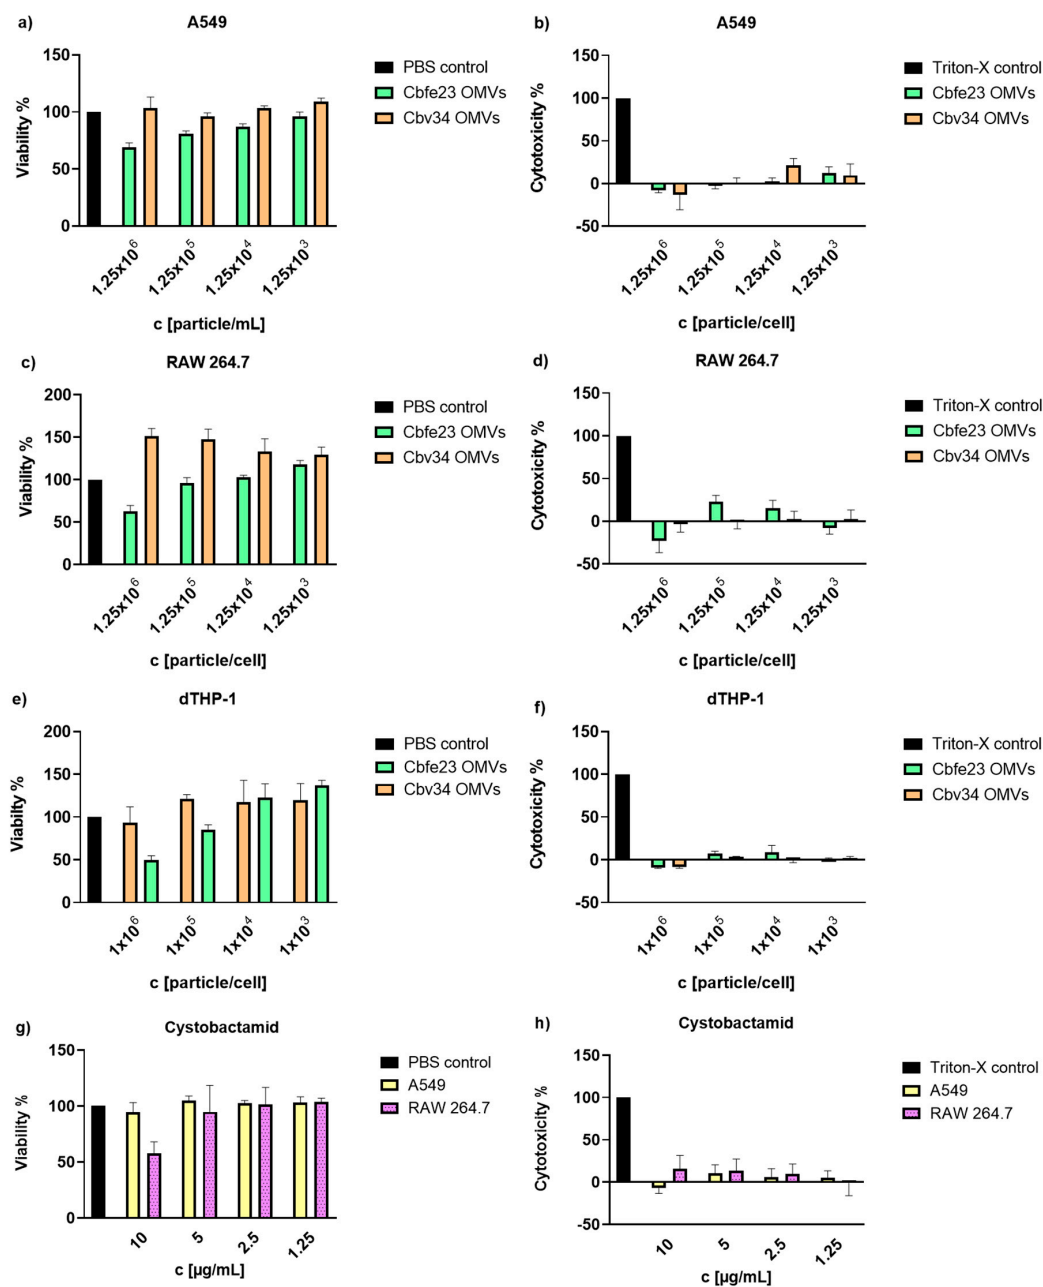 a)
A549
Viability %
150
100
50
0
1.25x10⁶
1.25x10⁵
1.25x10⁴
1.25x10³
c [particle/mL]
PBS control
Cbfe23 OMVs
Cbv34 OMVs
b)
A549
Cytotoxicity %
150
100
50
0
-50
1.25x10⁶
1.25x10⁵
1.25x10⁴
1.25x10³
c [particle/cell]
Triton-X control
Cbfe23 OMVs
Cbv34 OMVs
c)
RAW 264.7
Viability %
200
150
100
50
0
1.25x10⁶
1.25x10⁵
1.25x10⁴
1.25x10³
c [particle/cell]
PBS control
Cbfe23 OMVs
Cbv34 OMVs
d)
RAW 264.7
Cytotoxicity %
150
100
50
0
-50
1.25x10⁶
1.25x10⁵
1.25x10⁴
1.25x10³
c [particle/cell]
Triton-X control
Cbfe23 OMVs
Cbv34 OMVs
e)
dTHP-1
Viabilty %
200
150
100
50
0
1x10⁶
1x10⁵
1x10⁴
1x10³
c [particle/cell]
PBS control
Cbfe23 OMVs
Cbv34 OMVs
f)
dTHP-1
Cytotoxicity %
150
100
50
0
-50
1x10⁶
1x10⁵
1x10⁴
1x10³
c [particle/cell]
Triton-X control
Cbfe23 OMVs
Cbv34 OMVs
g)
Cystobactamid
Viability %
150
100
50
0
10
5
2.5
1.25
c [µg/mL]
PBS control
A549
RAW 264.7
h)
Cystobactamid
Cytotoxicity %
150
100
50
0
-50
10
5
2.5
1.25
c [µg/mL]
Triton-X control
A549
RAW 264.7